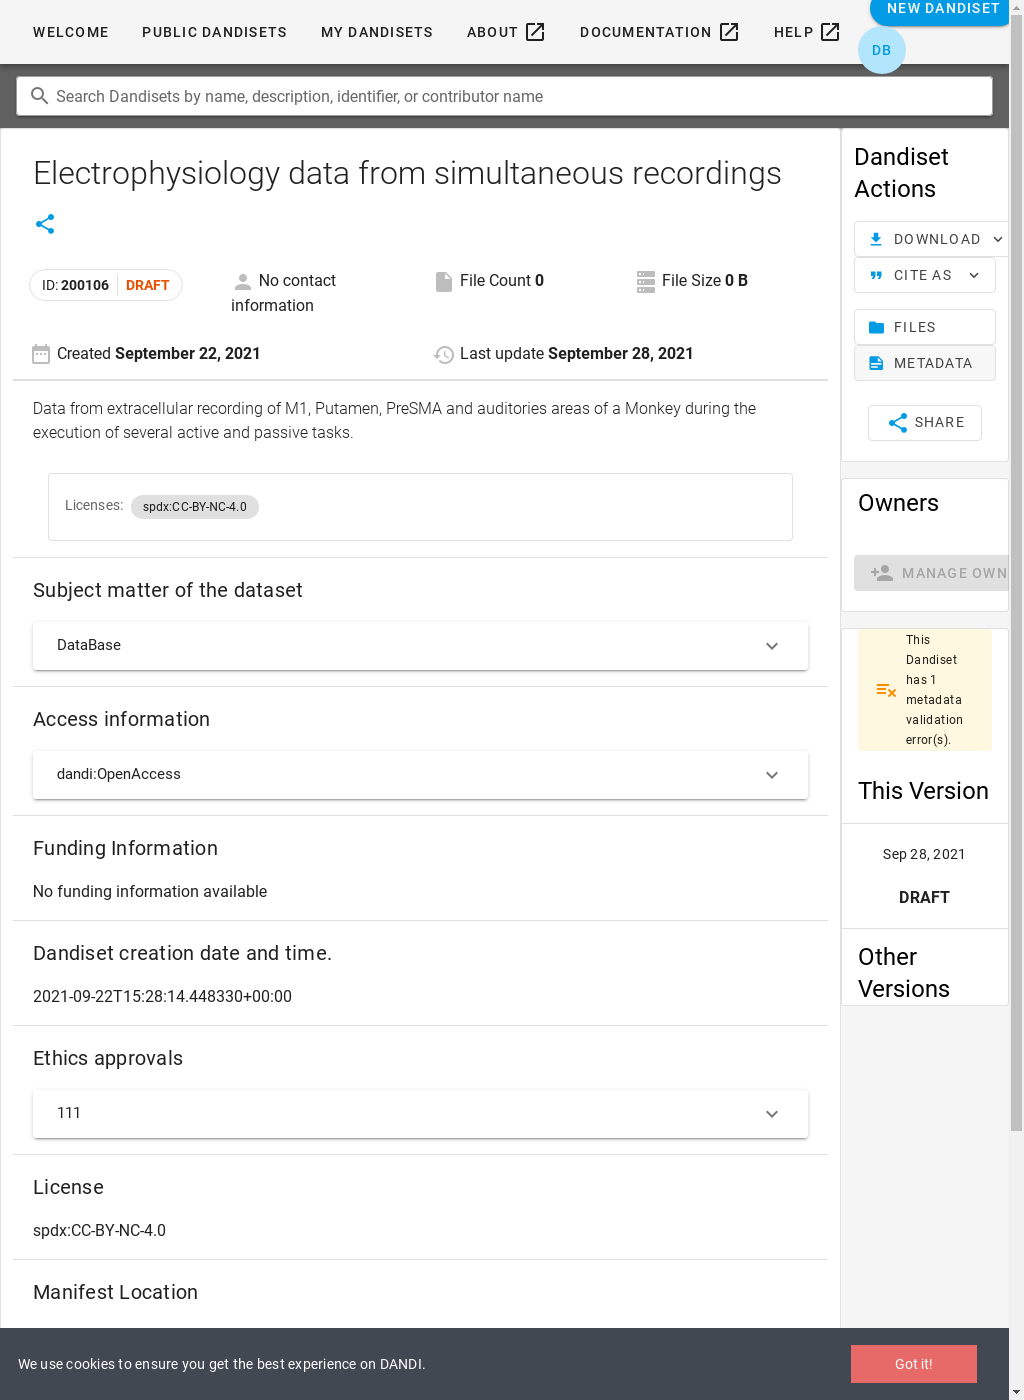 WELCOME
PUBLIC DANDISETS
MY DANDISETS
ABOUT
DOCUMENTATION
HELP
NEW DANDISET
DB
Search Dandisets by name, description, identifier, or contributor name
Electrophysiology data from simultaneous recordings
ID: 200106 DRAFT
No contact
information
File Count 0
File Size 0 B
Created September 22, 2021
Last update September 28, 2021
Data from extracellular recording of M1, Putamen, PreSMA and auditories areas of a Monkey during the
execution of several active and passive tasks.
Licenses: spdx:CC-BY-NC-4.0
Subject matter of the dataset
DataBase
Access information
dandi:OpenAccess
Funding Information
No funding information available
Dandiset creation date and time.
2021-09-22T15:28:14.448330+00:00
Ethics approvals
111
License
spdx:CC-BY-NC-4.0
Manifest Location
Dandiset
Actions
DOWNLOAD
CITE AS
FILES
METADATA
SHARE
Owners
MANAGE OWN
This
Dandiset
has 1
metadata
validation
error(s).
This Version
Sep 28, 2021
DRAFT
Other
Versions
We use cookies to ensure you get the best experience on DANDI.
Got it!